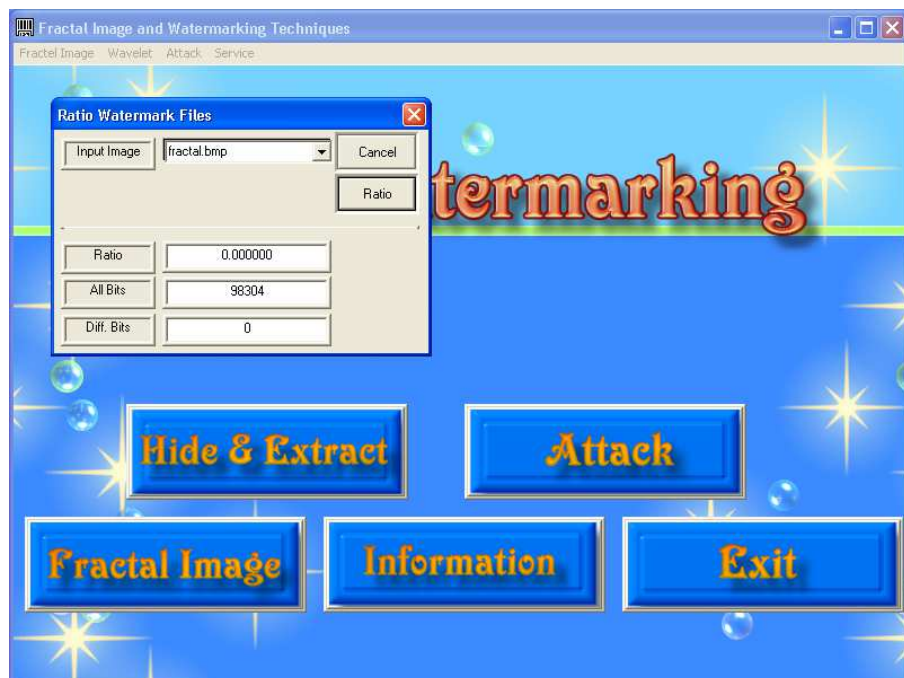 Fractal Image and Watermarking Techniques
Fractel Image Wavelet Attack Service
Ratio Watermark Files
Input Image fractal.bmp Cancel
Ratio
termarking
Ratio 0.000000
All Bits 98304
Diff. Bits 0
Hide & Extract Attack
Fractal Image Information Exit